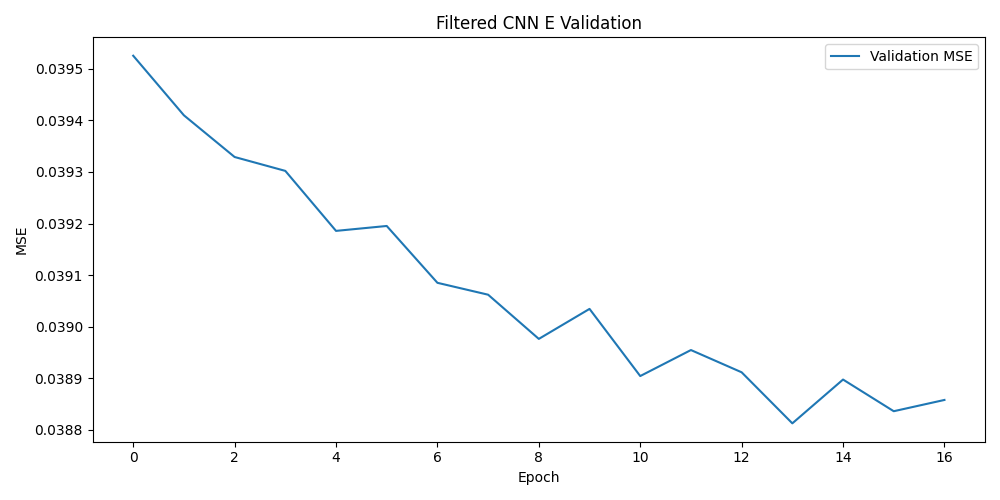 Filtered CNN E Validation
Validation MSE
0.0395
0.0394
0.0393
0.0392
0.0391
0.0390
0.0389
0.0388
MSE
0 2 4 6 8 10 12 14 16
Epoch